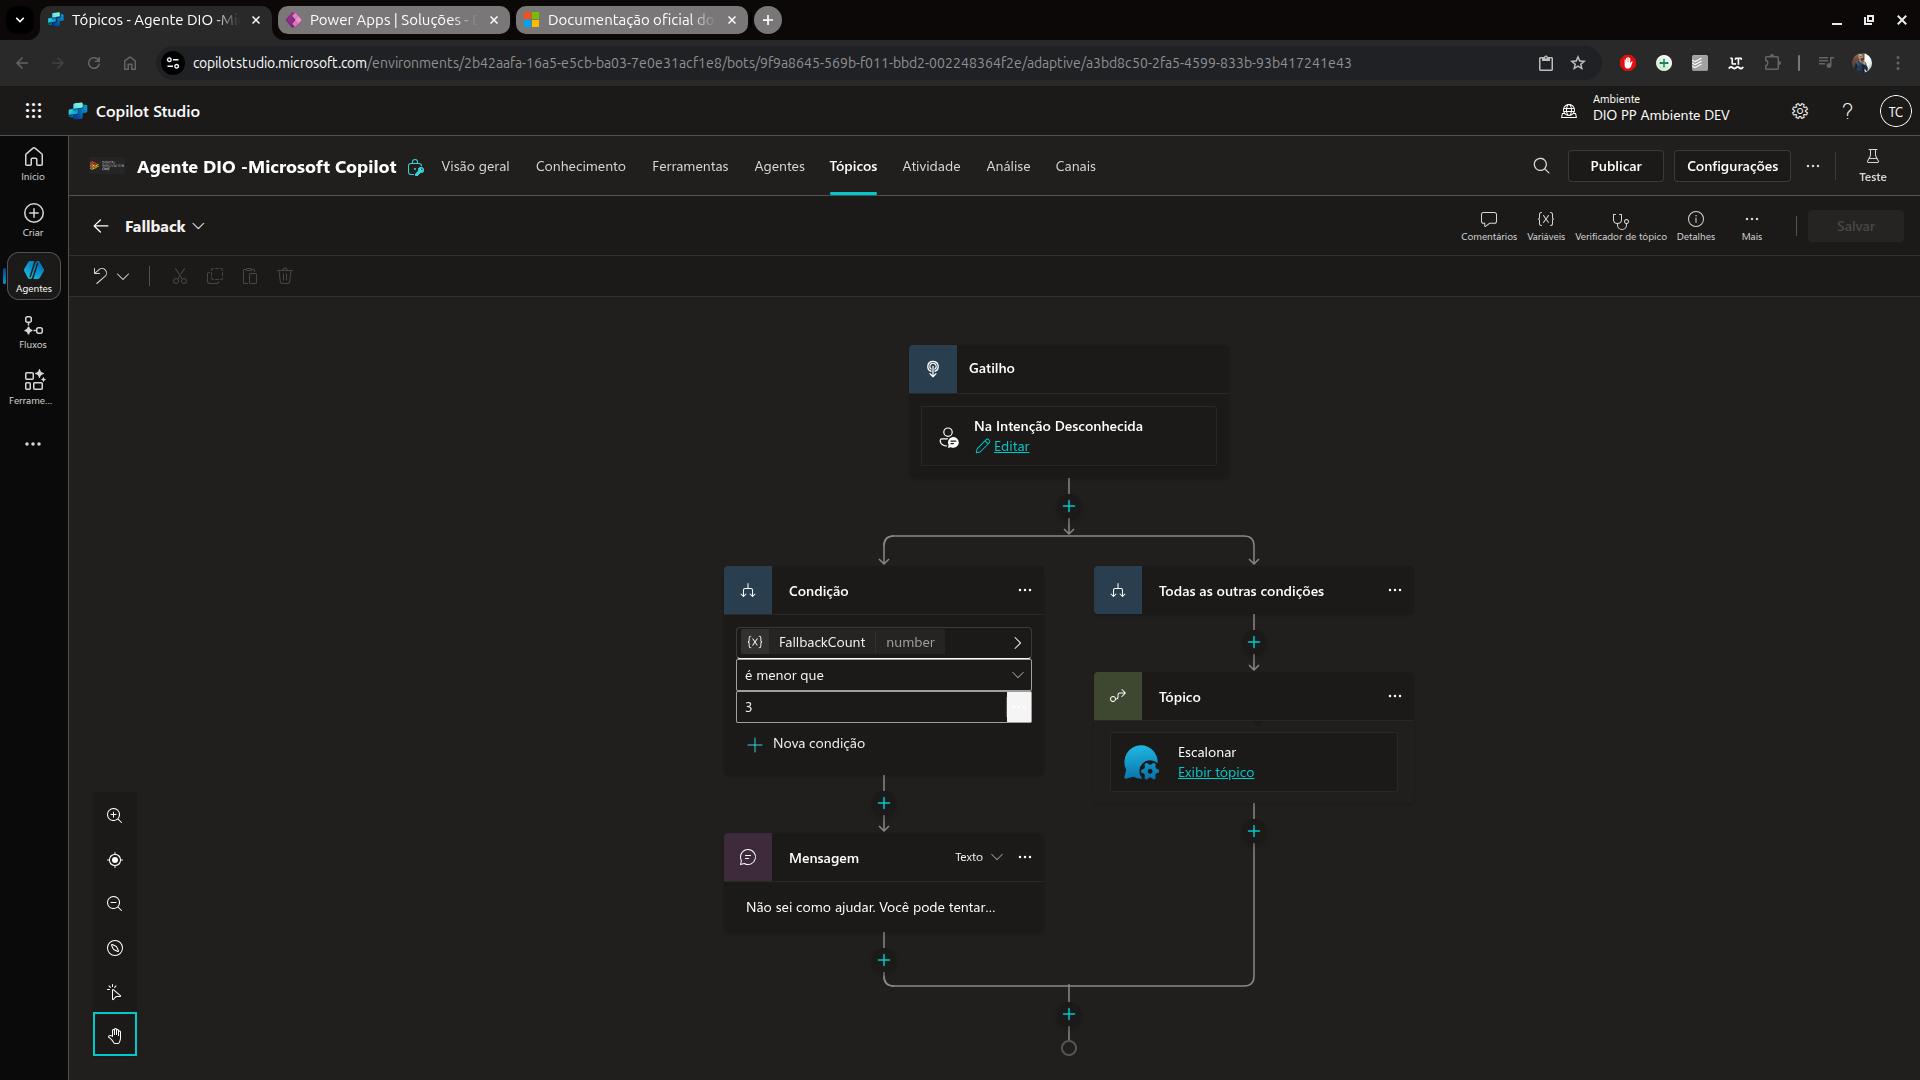 Tópicos - Agente DIO -Mi
Power Apps | Soluções -
Documentação oficial do
copilotstudio.microsoft.com/environments/2b42aafa-16a5-e5cb-ba03-7e0e31acf1e8/bots/9f9a8645-569b-f011-bbd2-002248364f2e/adaptive/a3bd8c50-2fa5-4599-833b-93b417241e43
Copilot Studio
Ambiente
DIO PP Ambiente DEV
TC
Agente DIO -Microsoft Copilot
Visão geral
Conhecimento
Ferramentas
Agentes
Tópicos
Atividade
Análise
Canais
Publicar
Configurações
Teste
Início
Criar
Agentes
Fluxos
Ferrame...
Fallback
Comentários
Variáveis
Verificador de tópico
Detalhes
Mais
Salvar
Gatilho
Na Intenção Desconhecida
Editar
Condição
Todas as outras condições
{x} FallbackCount number
é menor que
3
Nova condição
Tópico
Escalonar
Exibir tópico
Mensagem
Texto
Não sei como ajudar. Você pode tentar...